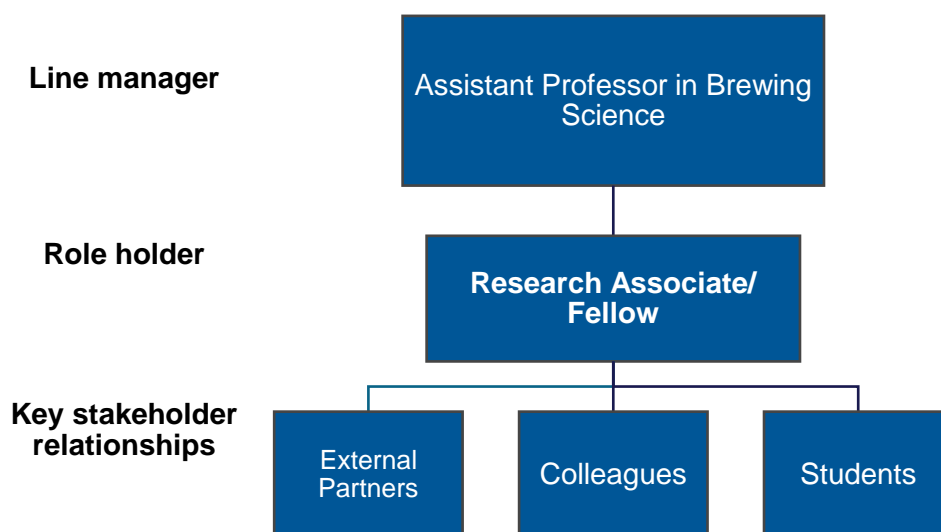 Line manager
Assistant Professor in Brewing
Science
Role holder
Research Associate/
Fellow
Key stakeholder
relationships
External
Partners
Colleagues
Students